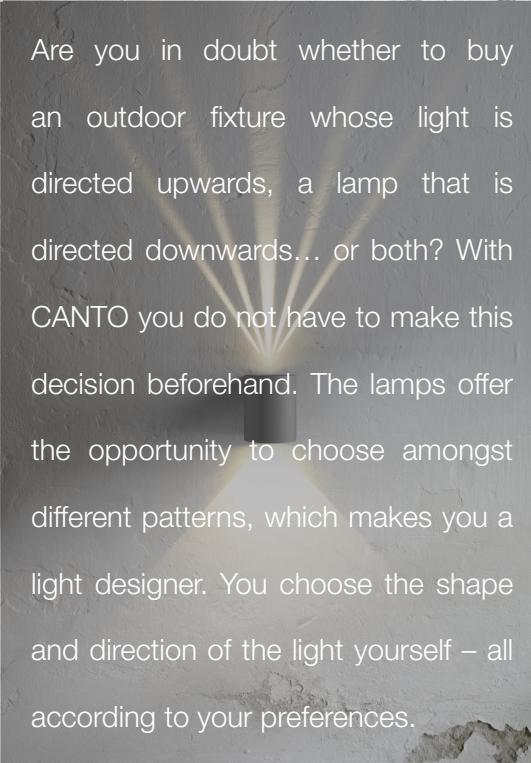 Are you in doubt whether to buy
an outdoor fixture whose light is
directed upwards, a lamp that is
directed downwards… or both? With
CANTO you do not have to make this
decision beforehand. The lamps offer
the opportunity to choose amongst
different patterns, which makes you a
light designer. You choose the shape
and direction of the light yourself – all
according to your preferences.